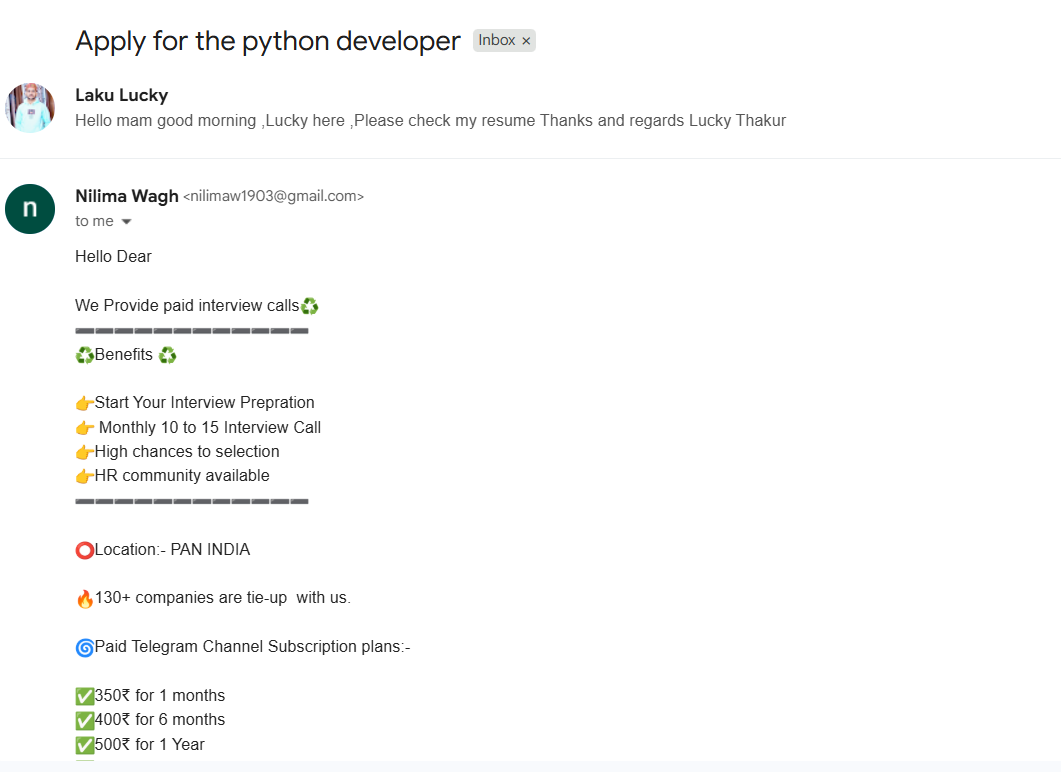 Apply for the python developer Inbox ×
Laku Lucky
Hello mam good morning ,Lucky here ,Please check my resume Thanks and regards Lucky Thakur
n
Nilima Wagh <nilimaw1903@gmail.com>
to me
Hello Dear
We Provide paid interview calls♻️
➖➖➖➖➖➖➖➖➖➖➖➖
♻️Benefits ♻️
👉Start Your Interview Prepration
👉 Monthly 10 to 15 Interview Call
👉High chances to selection
👉HR community available
➖➖➖➖➖➖➖➖➖➖➖➖
⭕Location:- PAN INDIA
🔥130+ companies are tie-up with us.
🌀Paid Telegram Channel Subscription plans:-
✅350₹ for 1 months
✅400₹ for 6 months
✅500₹ for 1 Year